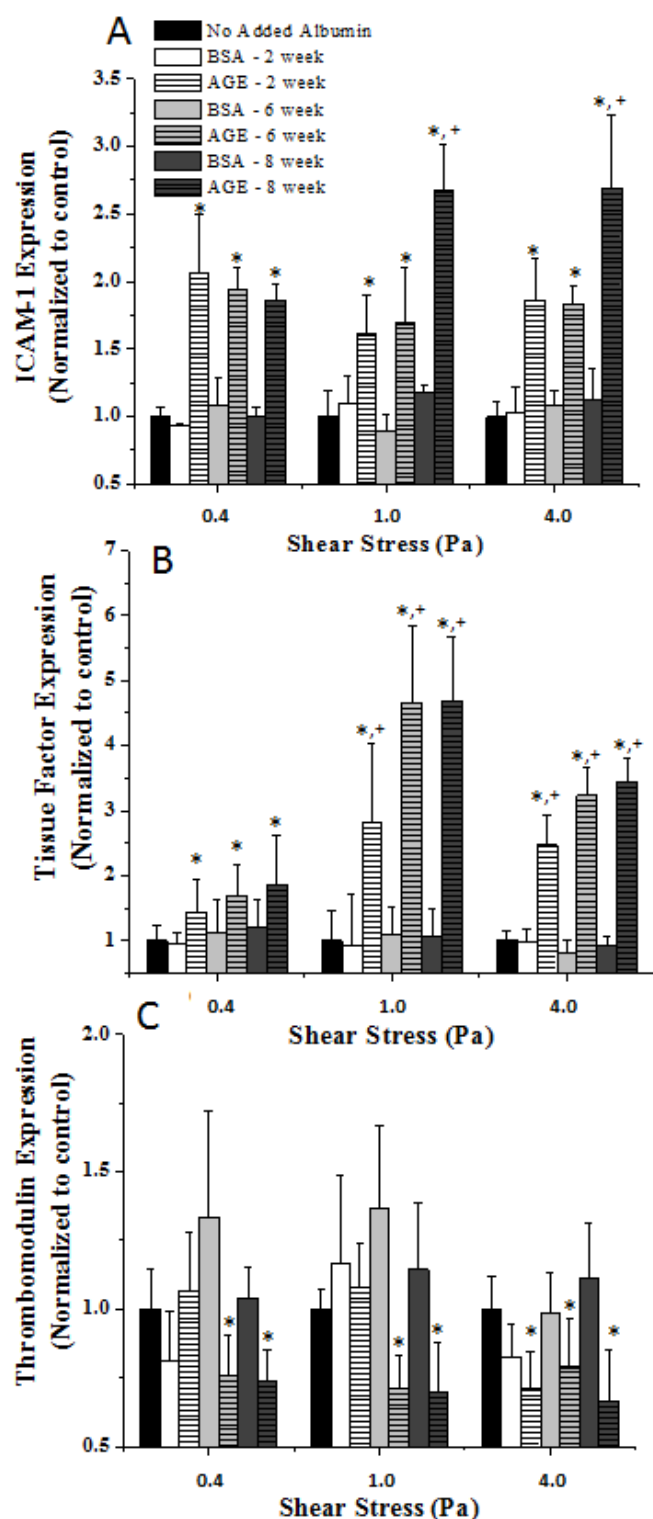 A
No Added Albumin
BSA - 2 week
AGE - 2 week
BSA - 6 week
AGE - 6 week
BSA - 8 week
AGE - 8 week
ICAM-1 Expression
(Normalized to control)
3.5
3.0
2.5
2.0
1.5
1.0
0.5
*
*
*
*
*
*,+
*
*
*,+
0.4
1.0
4.0
Shear Stress (Pa)
B
Tissue Factor Expression
(Normalized to control)
7
6
5
4
3
2
1
*
*
*
*,+
*,+
*,+
*,+
*,+
*,+
0.4
1.0
4.0
Shear Stress (Pa)
C
Thrombomodulin Expression
(Normalized to control)
2.0
1.5
1.0
0.5
*
*
*
*
*
*
*
0.4
1.0
4.0
Shear Stress (Pa)